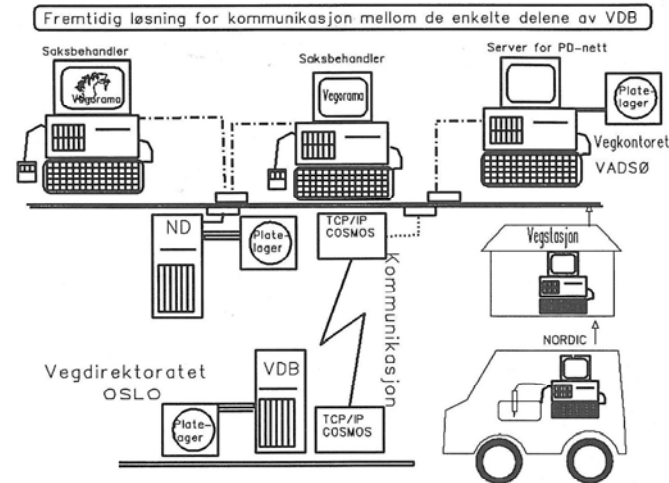 Fremtidig løsning for kommunikasjon mellom de enkelte delene av VDB
Saksbehandler
Saksbehandler
Server for PD-nett
Vegorama
Vegorama
Plate-
lager
Vegkontoret
VADSØ
ND
Plate-
lager
TCP/IP
COSMOS
Kommunikasjon
Vegstasjon
NORDIC
Vegdirektoratet
OSLO
VDB
Plate-
lager
TCP/IP
COSMOS